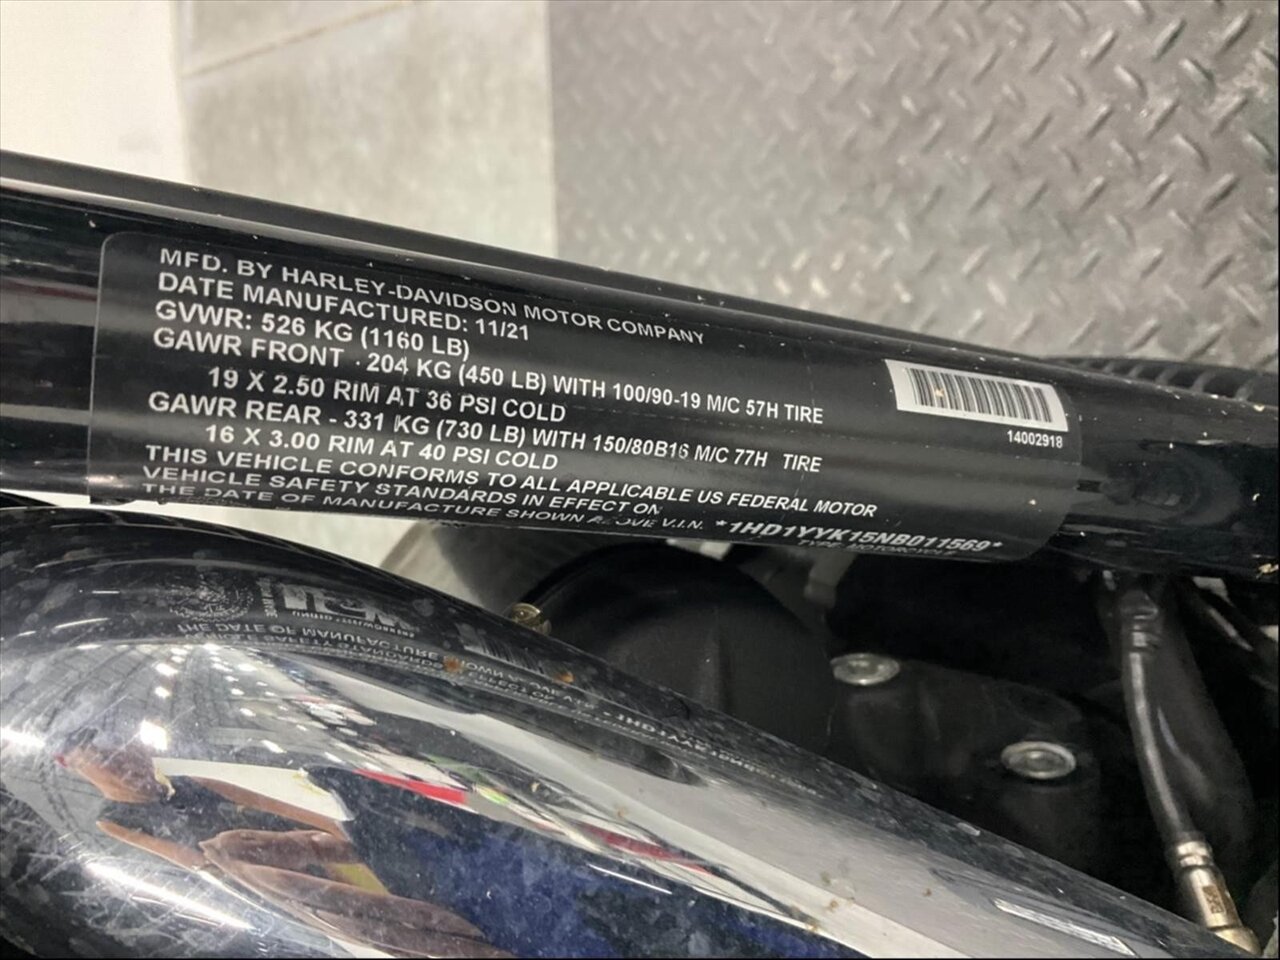 MFD. BY HARLEY-DAVIDSON MOTOR COMPANY
DATE MANUFACTURED: 11/21
GVWR: 526 KG (1160 LB)
GAWR FRONT - 204 KG (450 LB) WITH 100/90-19 M/C 57H TIRE
19 X 2.50 RIM AT 36 PSI COLD
GAWR REAR - 331 KG (730 LB) WITH 150/80B16 M/C 77H TIRE
16 X 3.00 RIM AT 40 PSI COLD
THIS VEHICLE CONFORMS TO ALL APPLICABLE US FEDERAL MOTOR
VEHICLE SAFETY STANDARDS IN EFFECT ON
THE DATE OF MANUFACTURE SHOWN ABOVE V.I.N. *1HD1YYK15NB011569*
TYPE MOTORCYCLE
14002918